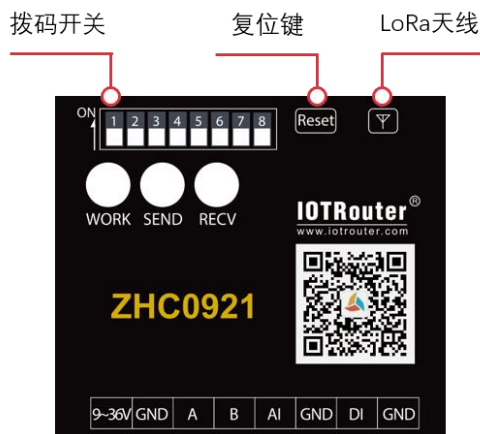 拨码开关 复位键 LoRa天线
ON 1 2 3 4 5 6 7 8 Reset
WORK SEND RECV
IOTRouter®
www.iotrouter.com
ZHC0921
9~36V GND A B AI GND DI GND